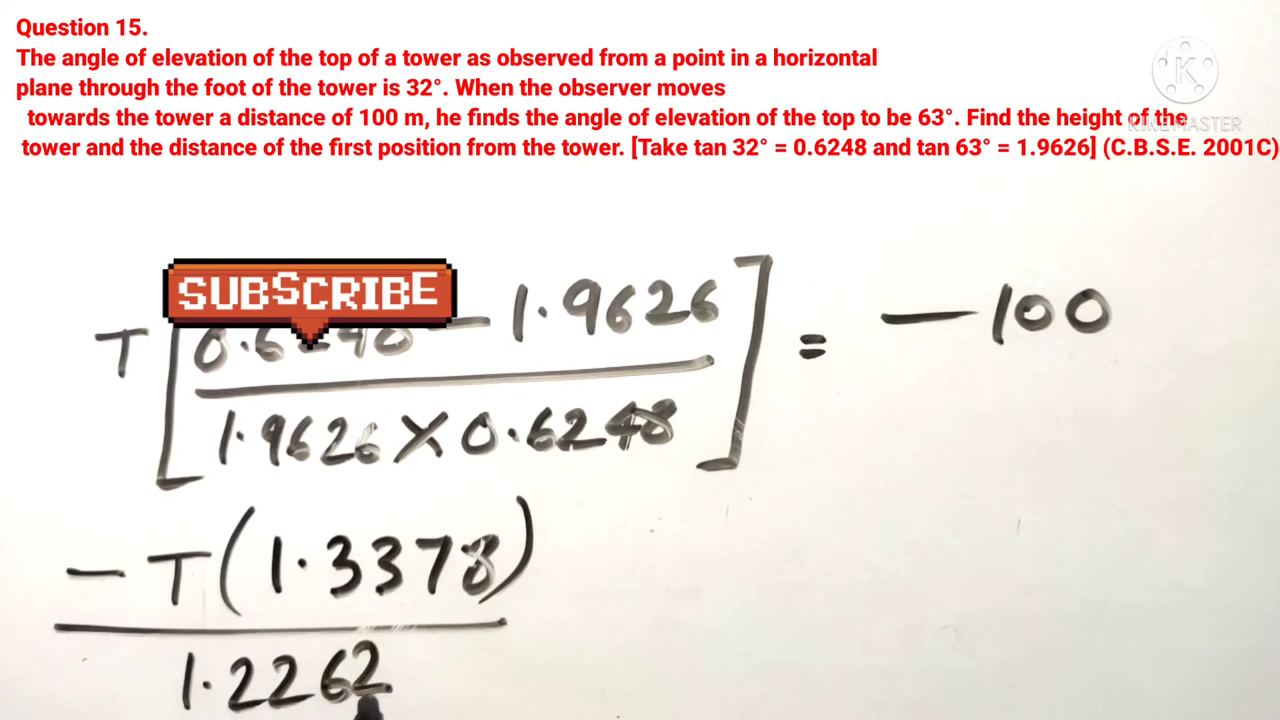 Question 15.
The angle of elevation of the top of a tower as observed from a point in a horizontal
plane through the foot of the tower is 32°. When the observer moves
towards the tower a distance of 100 m, he finds the angle of elevation of the top to be 63°. Find the height of the
KINEMASTER
tower and the distance of the first position from the tower. [Take tan 32° = 0.6248 and tan 63° = 1.9626] (C.B.S.E. 2001C)
SUBSCRIBE
T [ — 1.9626 ] = — 100
1.9626 X 0.6248
— T ( 1.3378 )
1.2262